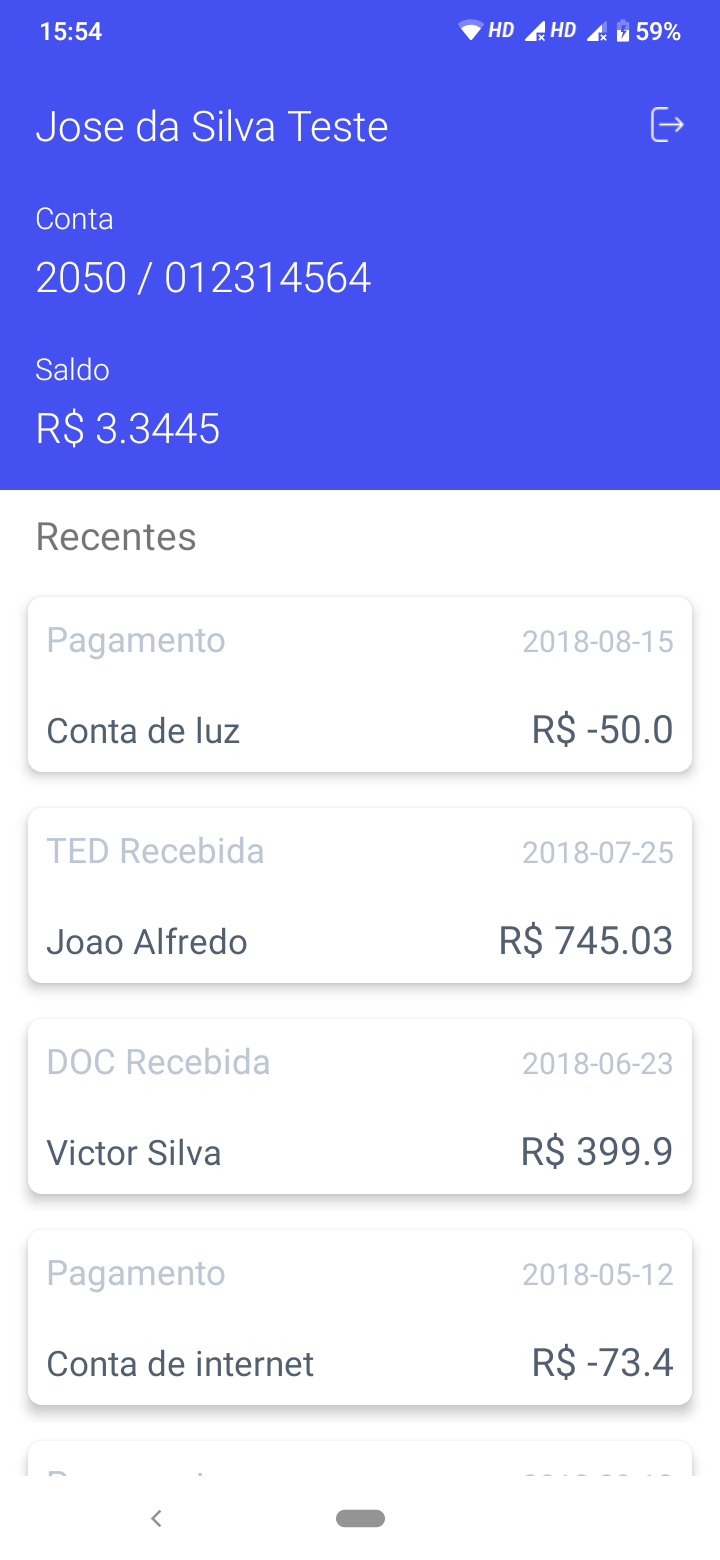 15:54 HD HD 59%
Jose da Silva Teste
Conta
2050 / 012314564
Saldo
R$ 3.3445
Recentes
Pagamento 2018-08-15
Conta de luz R$ -50.0
TED Recebida 2018-07-25
Joao Alfredo R$ 745.03
DOC Recebida 2018-06-23
Victor Silva R$ 399.9
Pagamento 2018-05-12
Conta de internet R$ -73.4